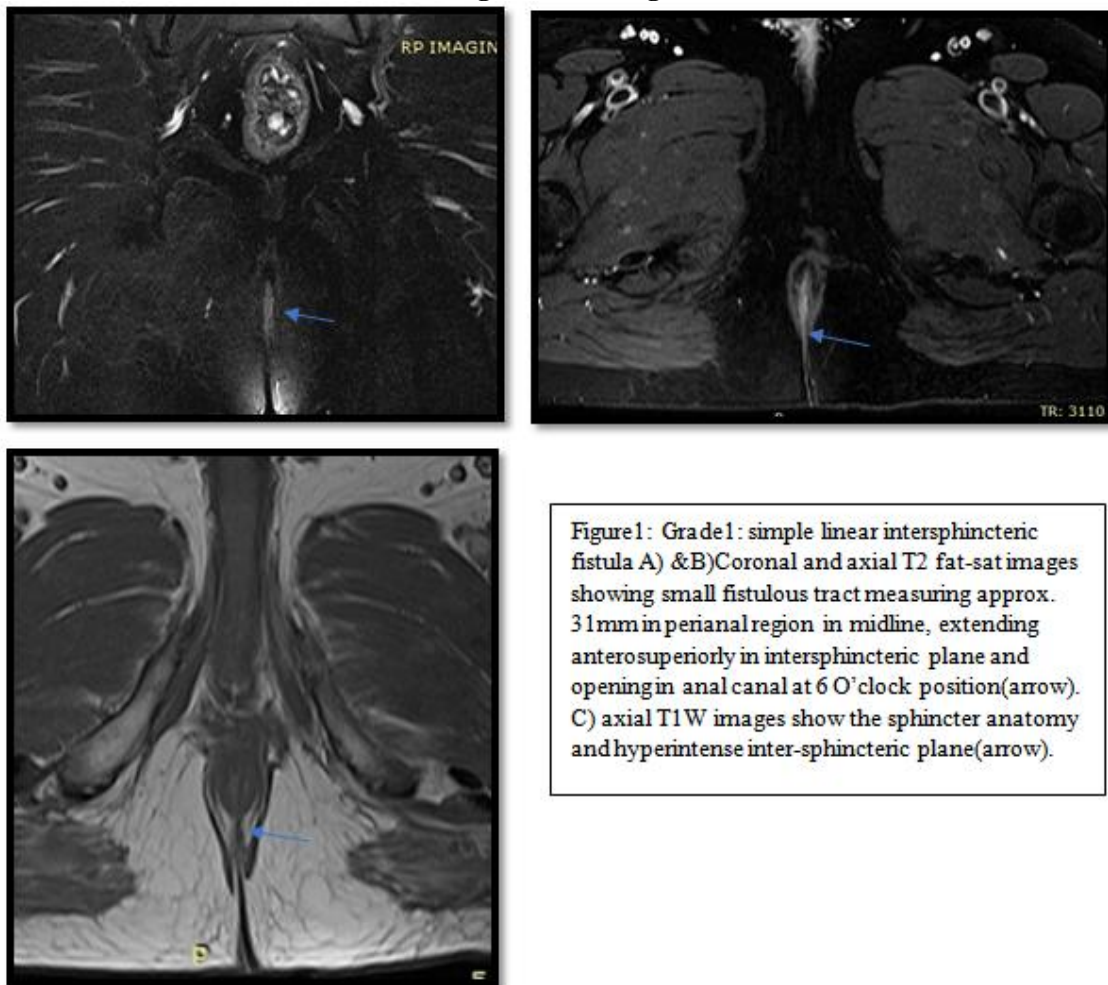 RP IMAGIN
TR: 3110
Figure1: Grade1: simple linear intersphincteric
fistula A) &B)Coronal and axial T2 fat-sat images
showing small fistulous tract measuring approx.
31mm in perianal region in midline, extending
anterosuperiorly in intersphincteric plane and
opening in anal canal at 6 O’clock position(arrow).
C) axial T1W images show the sphincter anatomy
and hyperintense inter-sphincteric plane(arrow).